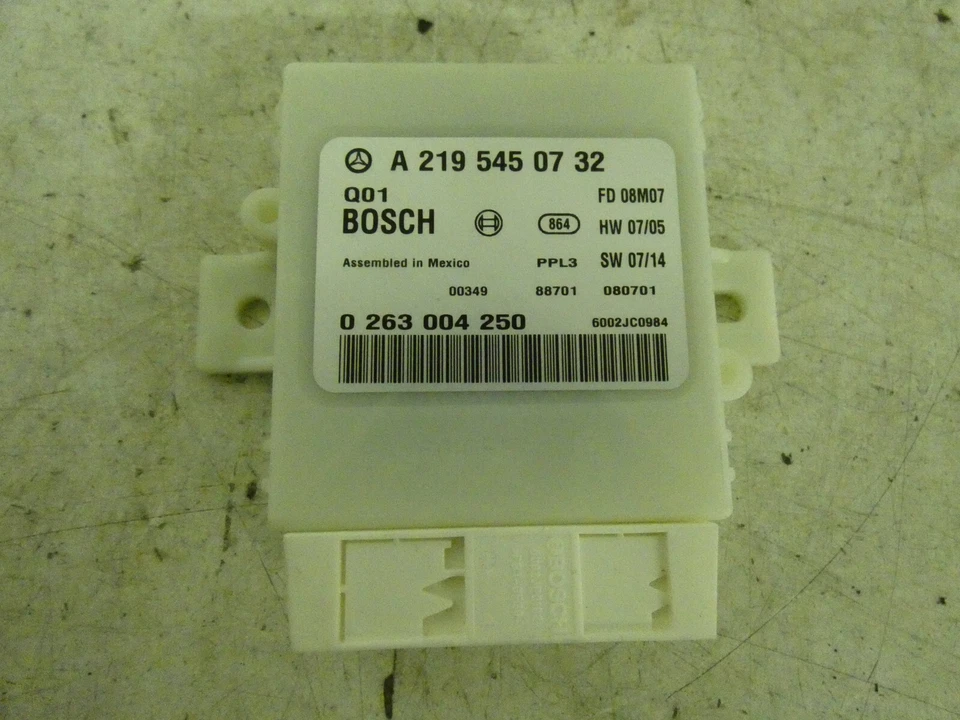 A 219 545 07 32
Q01 FD 08M07
BOSCH 864 HW 07/05
Assembled in Mexico PPL3 SW 07/14
00349 88701 080701
0 263 004 250 6002JC0984
BOSCH